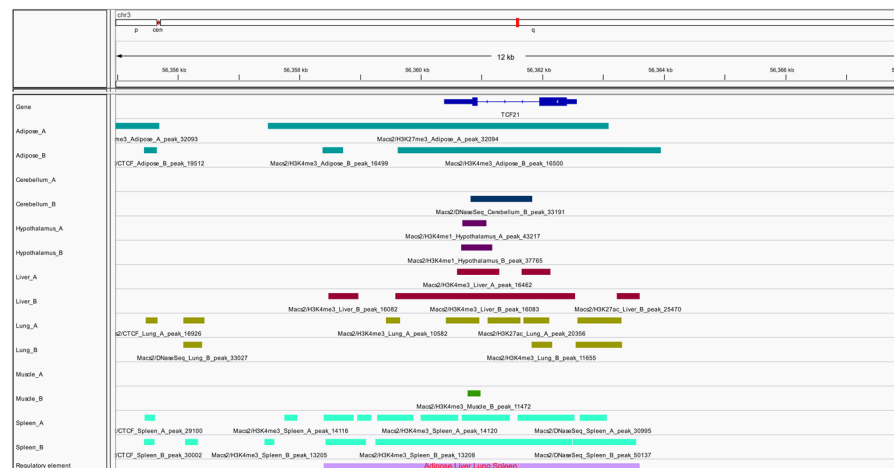 chr3
p cen q
12 kb
56,356 kb 56,358 kb 56,360 kb 56,362 kb 56,364 kb 56,366 kb
Gene
TCF21
Adipose_A
me3_Adipose_A_peak_32093 Macs2/H3K27me3_Adipose_A_peak_32094
Adipose_B
/CTCF_Adipose_B_peak_19512 Macs2/H3K4me3_Adipose_B_peak_16499 Macs2/H3K4me3_Adipose_B_peak_16500
Cerebellum_A
Cerebellum_B
Macs2/DNaseSeq_Cerebellum_B_peak_33191
Hypothalamus_A
Macs2/H3K4me1_Hypothalamus_A_peak_43217
Hypothalamus_B
Macs2/H3K4me1_Hypothalamus_B_peak_37765
Liver_A
Macs2/H3K4me3_Liver_A_peak_16462
Liver_B
Macs2/H3K4me3_Liver_B_peak_16082 Macs2/H3K4me3_Liver_B_peak_16083 Macs2/H3K27ac_Liver_B_peak_25470
Lung_A
s2/CTCF_Lung_A_peak_16926 Macs2/H3K4me3_Lung_A_peak_10582 Macs2/H3K27ac_Lung_A_peak_20356
Lung_B
Macs2/DNaseSeq_Lung_B_peak_33027 Macs2/H3K4me3_Lung_B_peak_11655
Muscle_A
Muscle_B
Macs2/H3K4me3_Muscle_B_peak_11472
Spleen_A
/CTCF_Spleen_A_peak_29100 Macs2/H3K4me3_Spleen_A_peak_14116 Macs2/H3K4me3_Spleen_A_peak_14120 Macs2/DNaseSeq_Spleen_A_peak_30995
Spleen_B
/CTCF_Spleen_B_peak_30002 Macs2/H3K4me3_Spleen_B_peak_13205 Macs2/H3K4me3_Spleen_B_peak_13208 Macs2/DNaseSeq_Spleen_B_peak_50137
Regulatory element
Adipose,Liver,Lung,Spleen